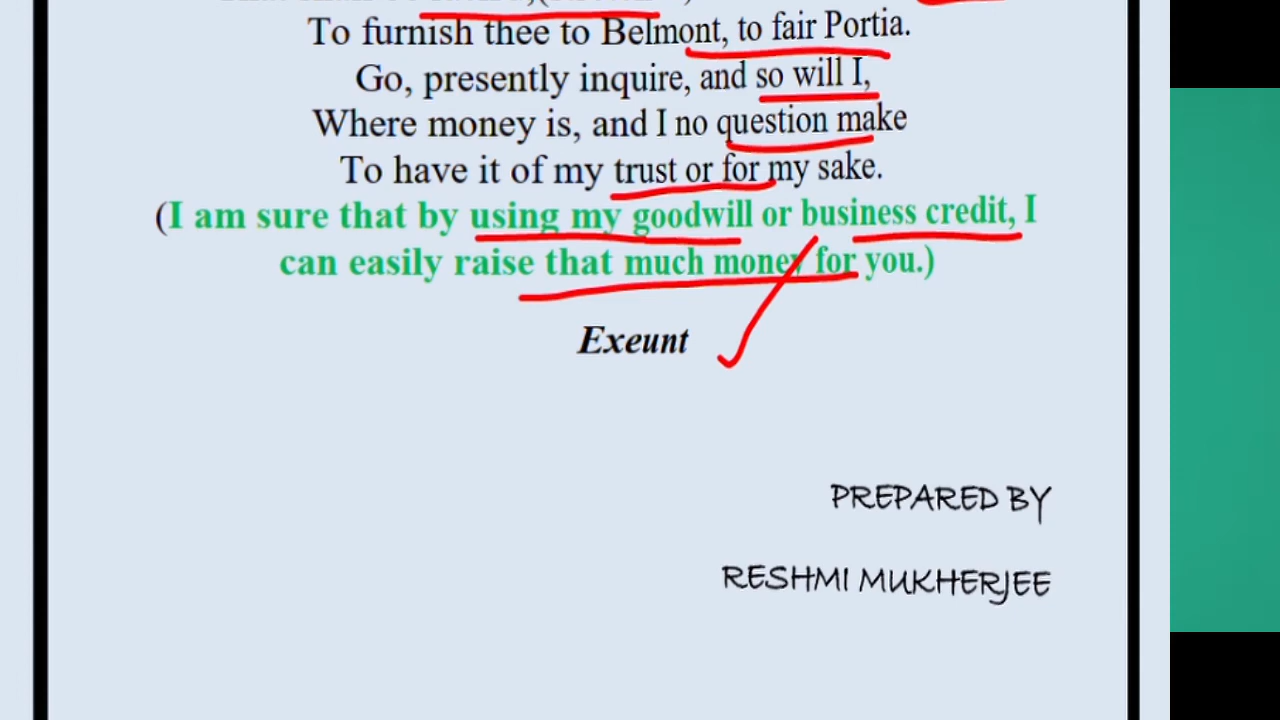 To furnish thee to Belmont, to fair Portia.
Go, presently inquire, and so will I,
Where money is, and I no question make
To have it of my trust or for my sake.
(I am sure that by using my goodwill or business credit, I
can easily raise that much money for you.)
Exeunt
PREPARED BY
RESHMI MUKHERJEE